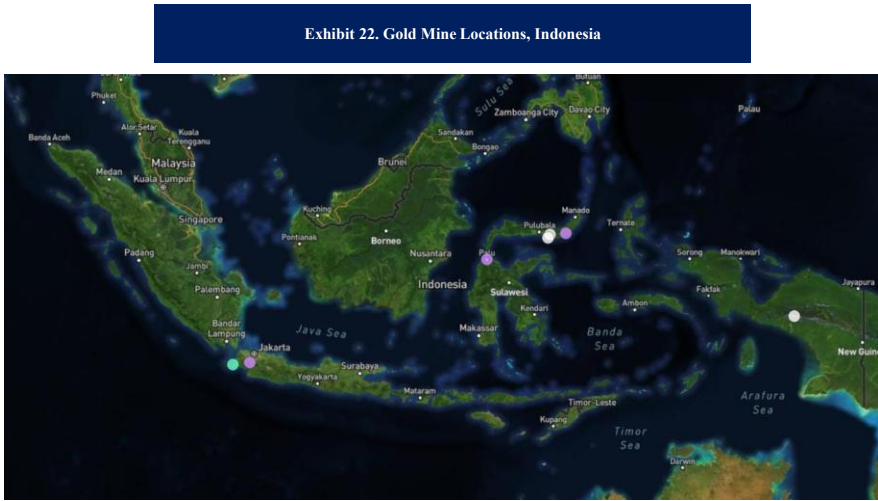 Exhibit 22. Gold Mine Locations, Indonesia
Butuan
Phuket
Sulu Sea
Zamboanga City
Davao City
Palau
Banda Aceh
Alor Setar
Kuala
Terengganu
Sandakan
Bongao
Malaysia
Brunei
Medan
Kuala Lumpur
Kuching
Manado
Singapore
Pulubala
Ternate
Pontianak
Borneo
Padang
Nusantara
Palu
Sorong
Manokwari
Jambi
Indonesia
Sulawesi
Jayapura
Palembang
Fakfak
Kendari
Ambon
Bandar
Lampung
Java Sea
Makassar
Banda
Sea
Jakarta
New Guin
Surabaya
Yogyakarta
Mataram
Arafura
Sea
Timor-Leste
Kupang
Timor
Sea
Darwin